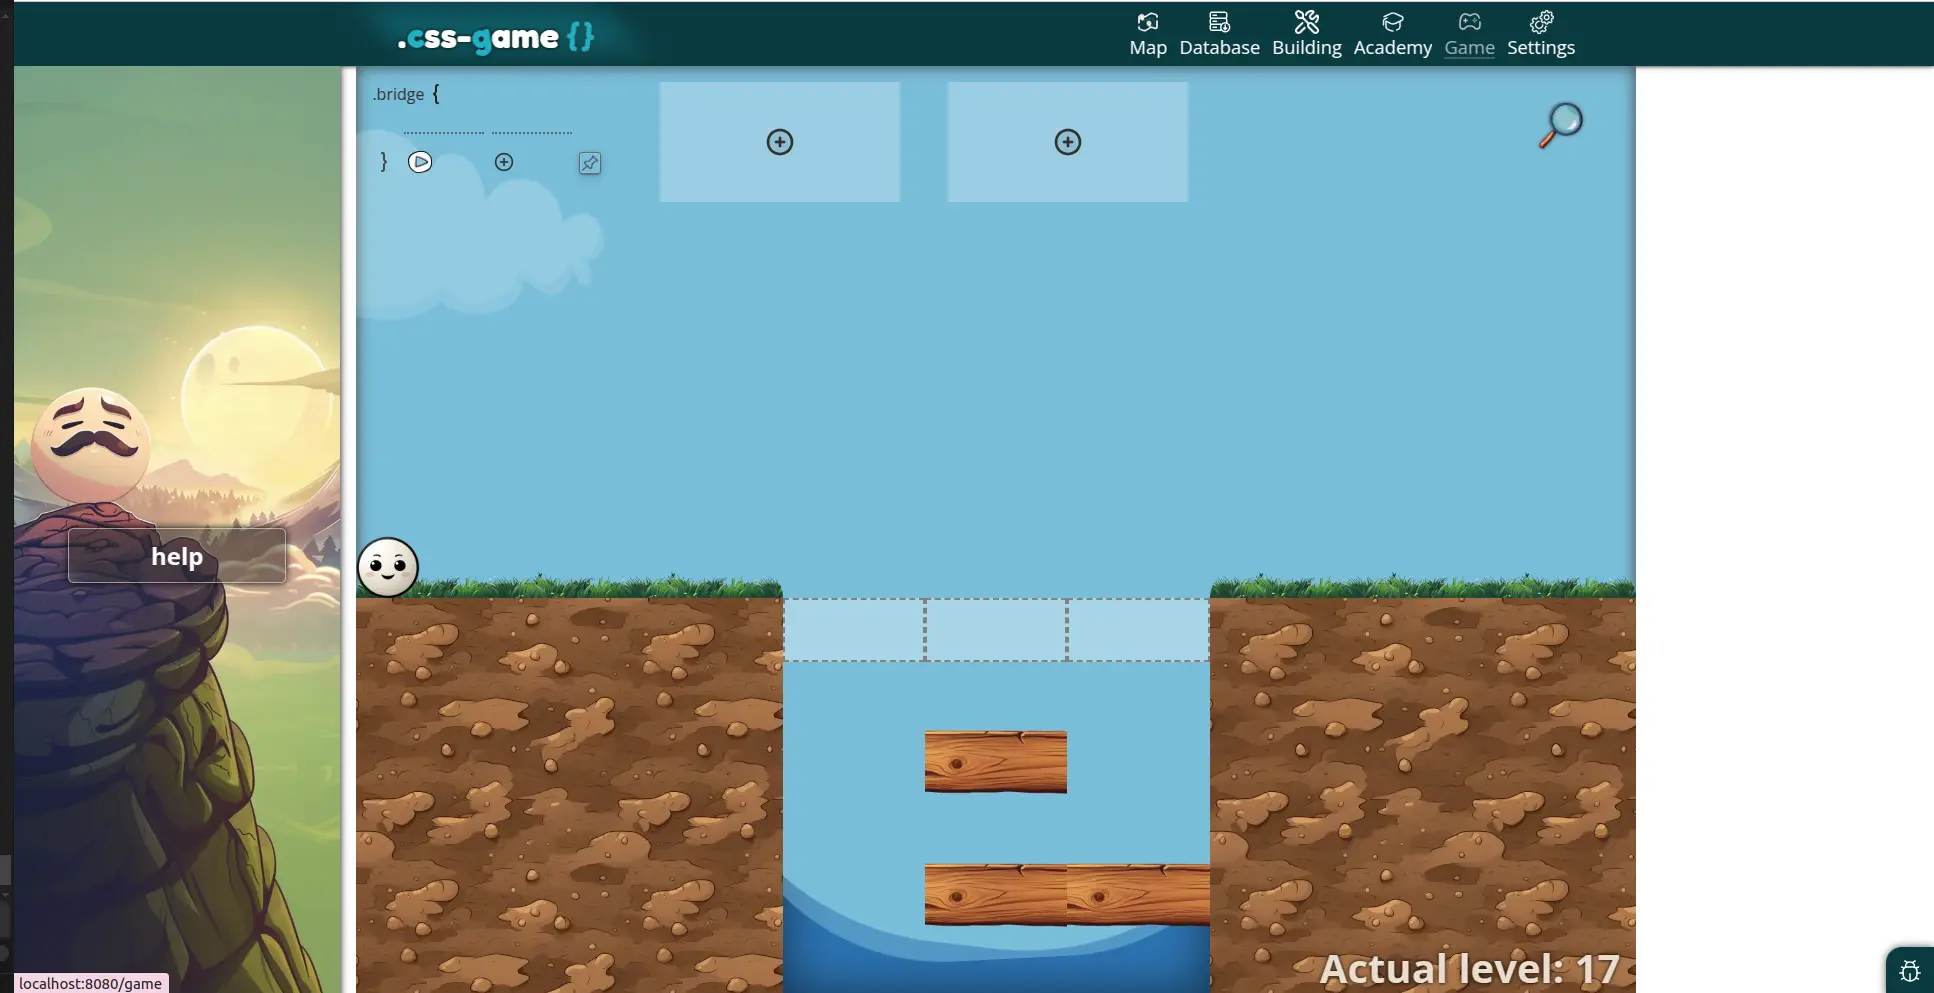 .css-game {}
Map Database Building Academy Game Settings
.bridge {
}
help
Actual level: 17
localhost:8080/game